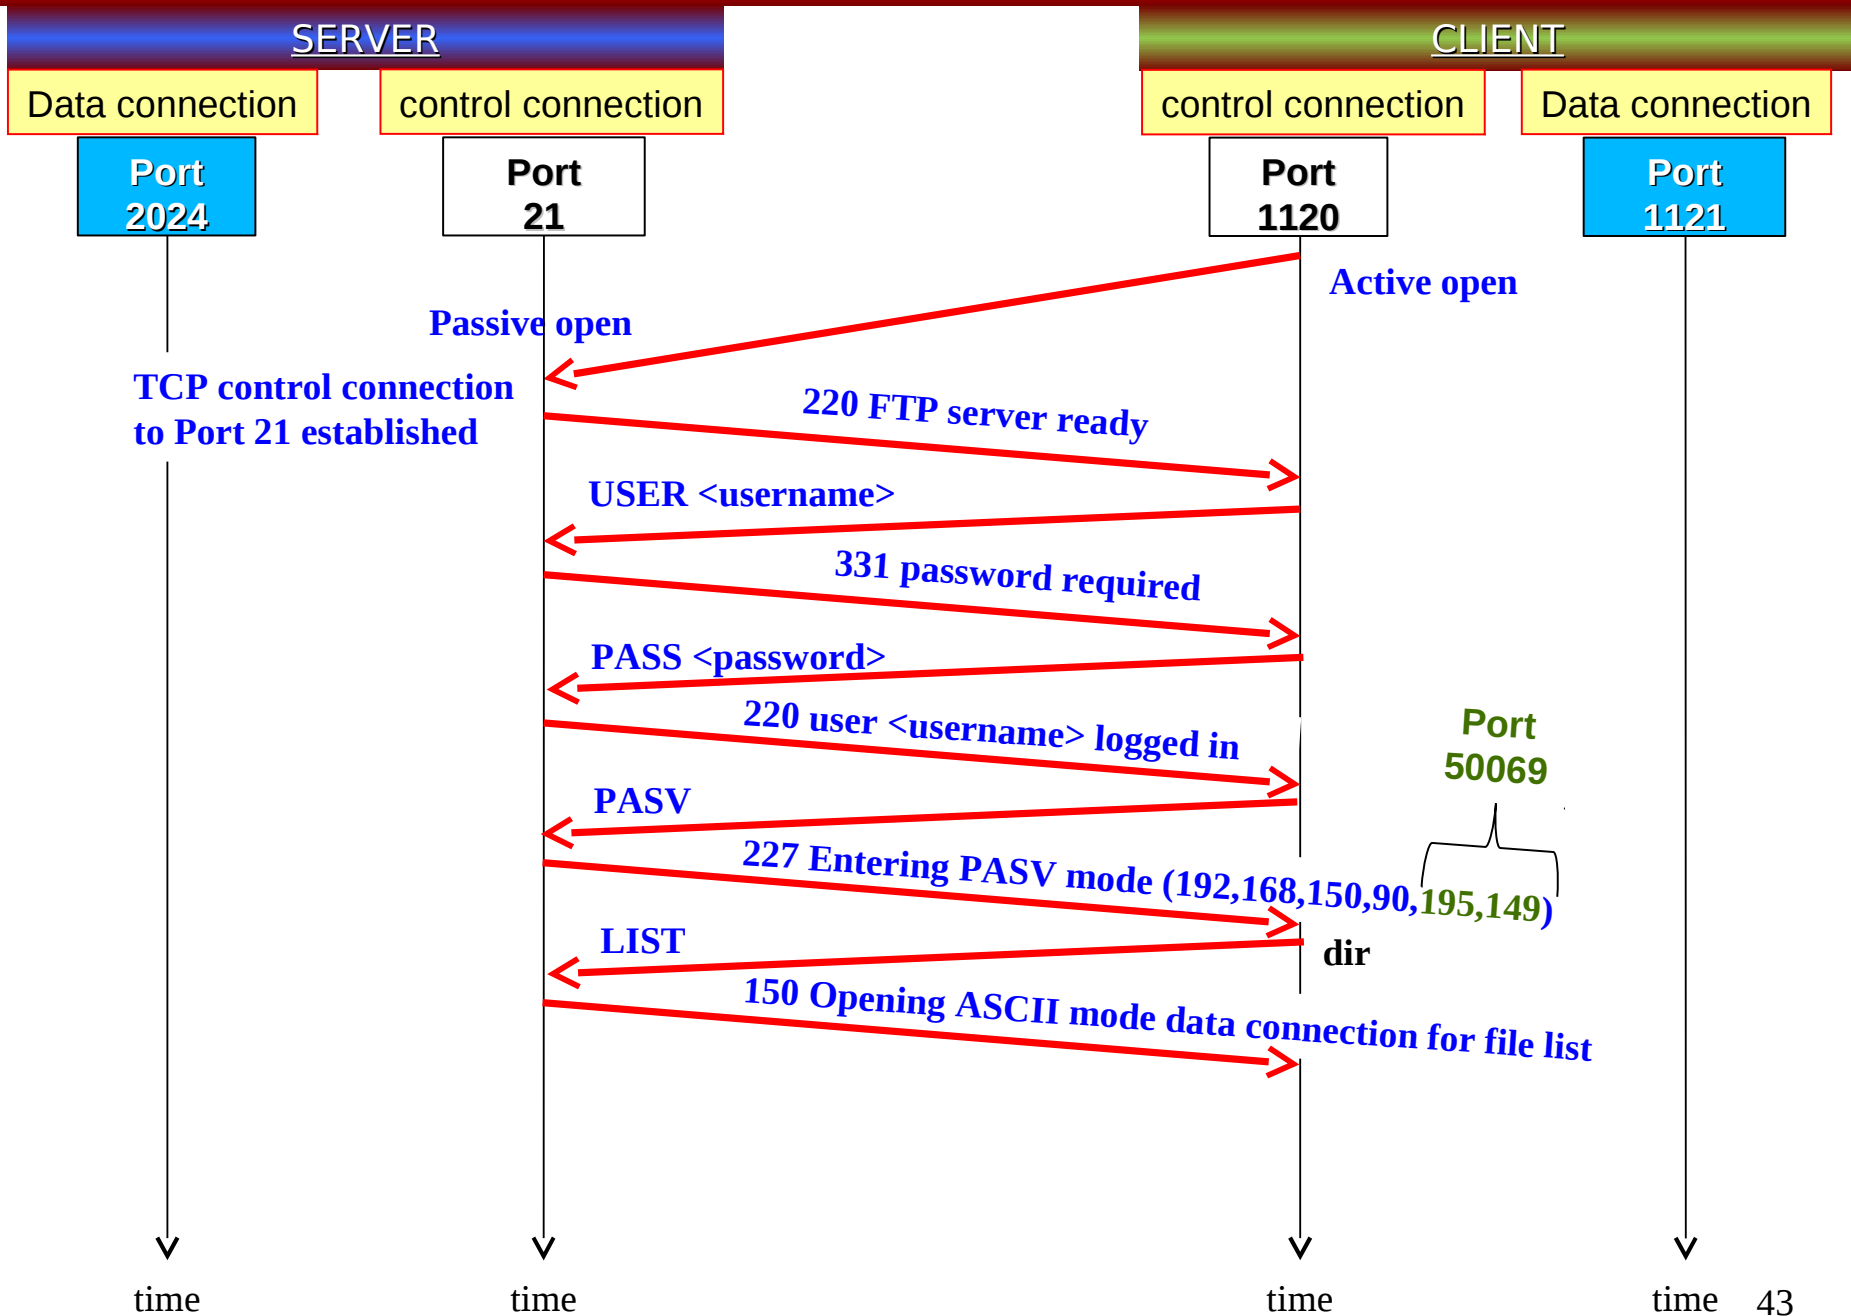 SERVER
CLIENT
Data connection
control connection
control connection
Data connection
Port
2024
Port
21
Port
1120
Port
1121
Active open
Passive open
TCP control connection
to Port 21 established
220 FTP server ready
USER <username>
331 password required
PASS <password>
220 user <username> logged in
Port
50069
PASV
227 Entering PASV mode (192,168,150,90,195,149)
LIST
dir
150 Opening ASCII mode data connection for file list
time
time
time
time
43